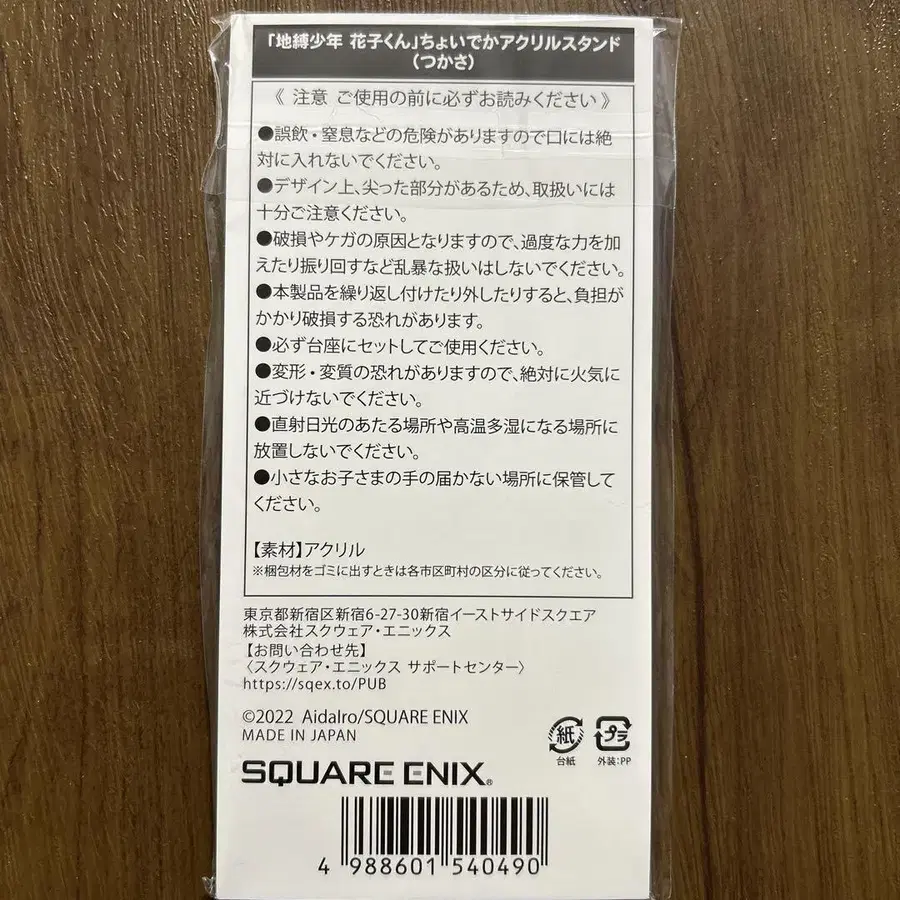 「地縛少年 花子くん」ちょいでかアクリルスタンド
（つかさ）
《 注意 ご使用の前に必ずお読みください 》
●誤飲・窒息などの危険がありますので口には絶
対に入れないでください。
●デザイン上、尖った部分があるため、取扱いには
十分ご注意ください。
●破損やケガの原因となりますので、過度な力を加
えたり振り回すなど乱暴な扱いはしないでください。
●本製品を繰り返し付けたり外したりすると、負担が
かかり破損する恐れがあります。
●必ず台座にセットしてご使用ください。
●変形・変質の恐れがありますので、絶対に火気に
近づけないでください。
●直射日光のあたる場所や高温多湿になる場所に
放置しないでください。
●小さなお子さまの手の届かない場所に保管して
ください。
【素材】アクリル
※梱包材をゴミに出すときは各市区町村の区分に従ってください。
東京都新宿区新宿6-27-30新宿イーストサイドスクエア
株式会社スクウェア・エニックス
【お問い合わせ先】
〈スクウェア・エニックス サポートセンター〉
https://sqex.to/PUB
©2022 AidaIro/SQUARE ENIX
MADE IN JAPAN
紙
台紙
プラ
外装:PP
SQUARE ENIX®
4 988601 540490